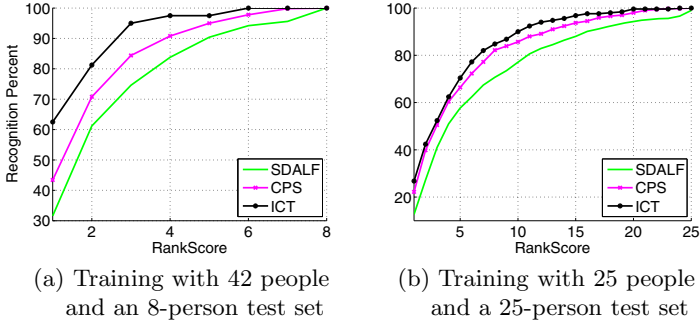 Recognition Percent
100
90
80
70
60
50
40
30
2
4
6
8
RankScore
SDALF
CPS
ICT
(a) Training with 42 people
and an 8-person test set
100
80
60
40
20
5
10
15
20
25
RankScore
SDALF
CPS
ICT
(b) Training with 25 people
and a 25-person test set